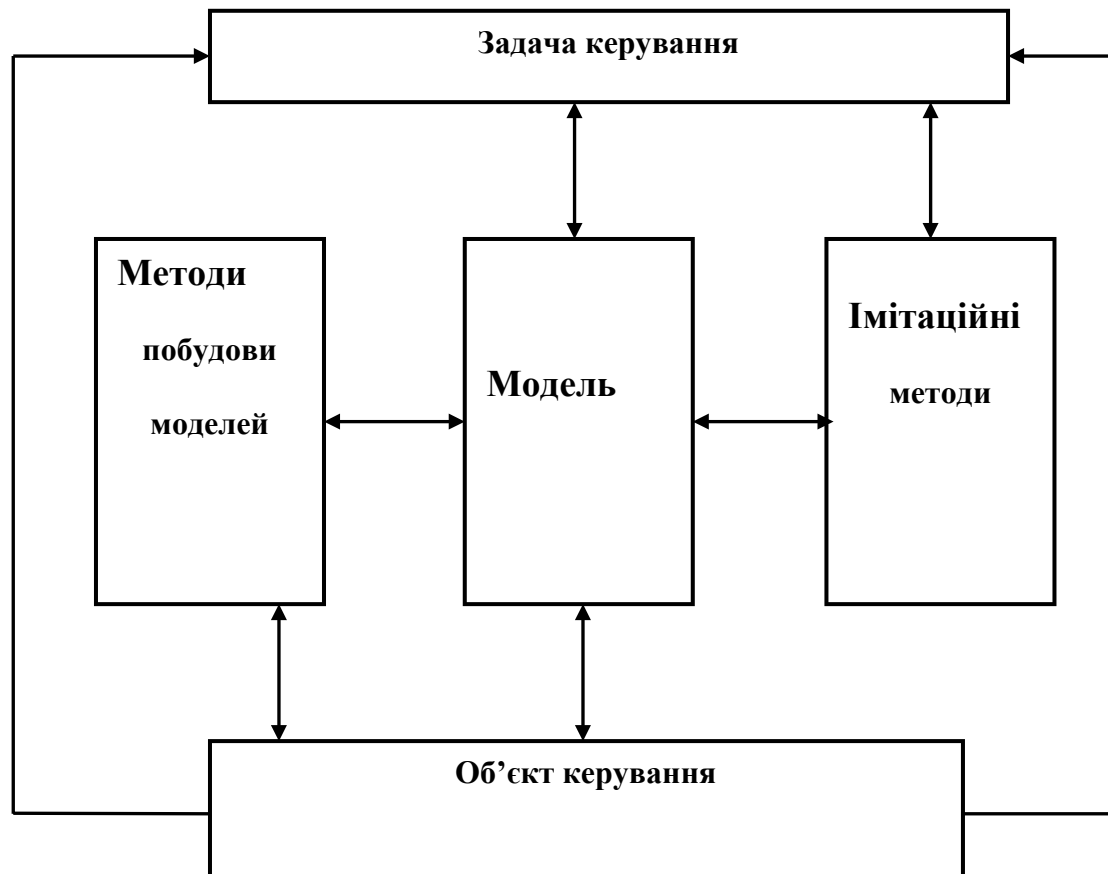 Задача керування
Методи
побудови
моделей
Модель
Імітаційні
методи
Об’єкт керування